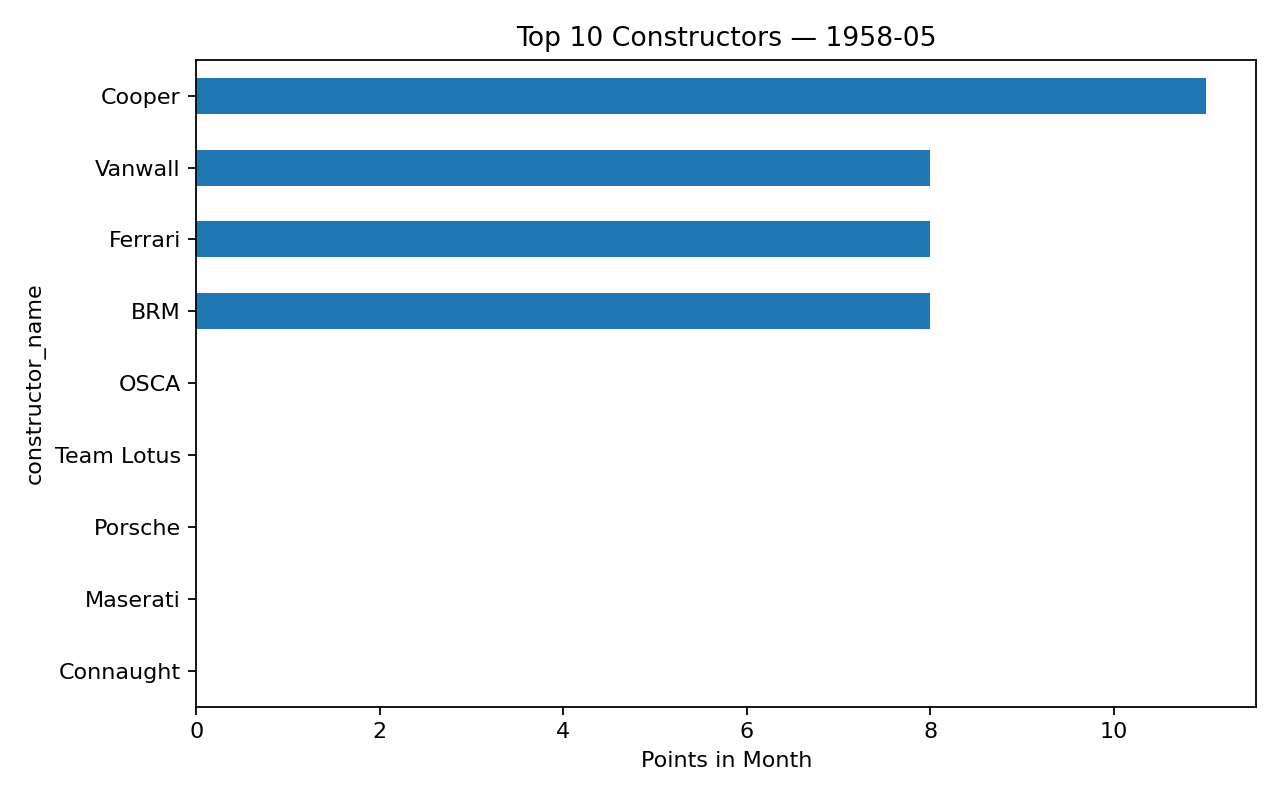 Top 10 Constructors — 1958-05
Cooper
Vanwall
Ferrari
BRM
OSCA
Team Lotus
Porsche
Maserati
Connaught
constructor_name
0 2 4 6 8 10
Points in Month